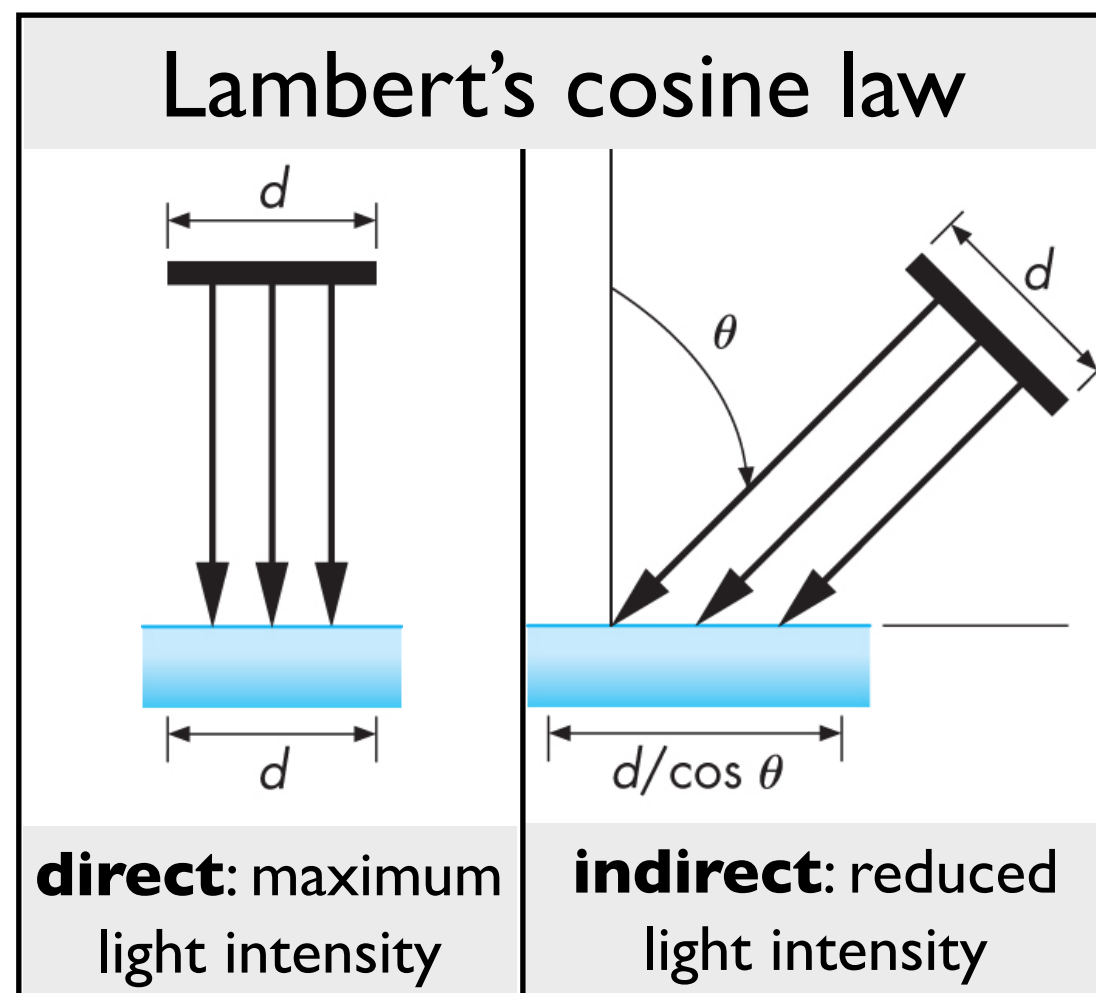 Lambert’s cosine law
d
d
θ
d
d/cos θ
direct: maximum
light intensity
indirect: reduced
light intensity